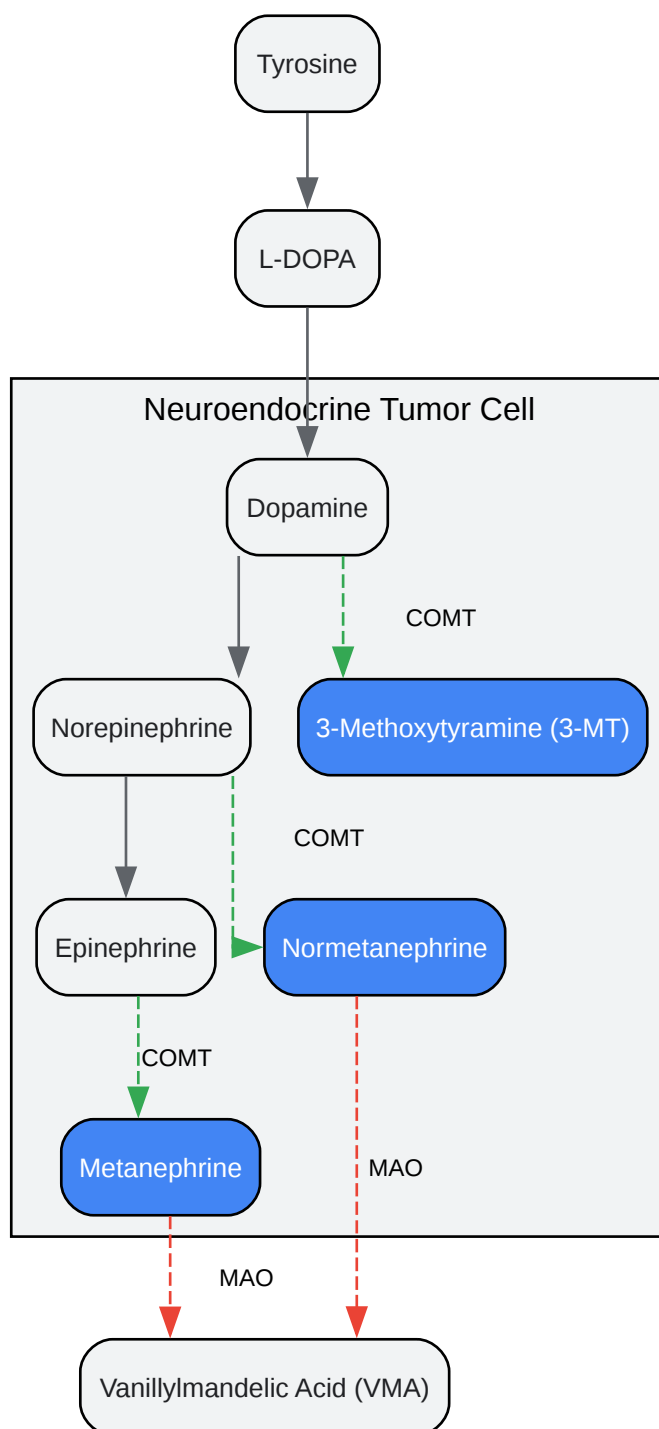 Tyrosine
L-DOPA
Neuroendocrine Tumor Cell
Dopamine
COMT
Norepinephrine
3-Methoxytyramine (3-MT)
COMT
Epinephrine
Normetanephrine
COMT
Metanephrine
MAO
MAO
Vanillylmandelic Acid (VMA)